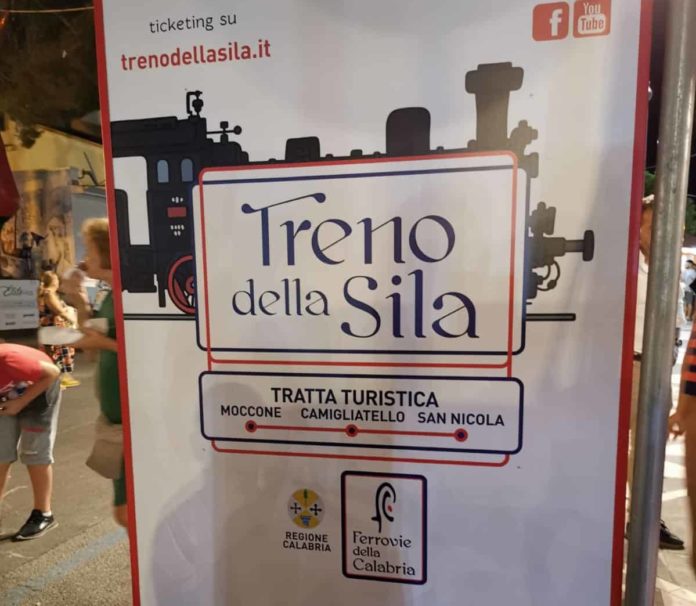 ticketing su
trenodellasila.it
f
You
Tube
Treno
della Sila
TRATTA TURISTICA
MOCCONE CAMIGLIATELLO SAN NICOLA
REGIONE
CALABRIA
Ferrovie
della
Calabria